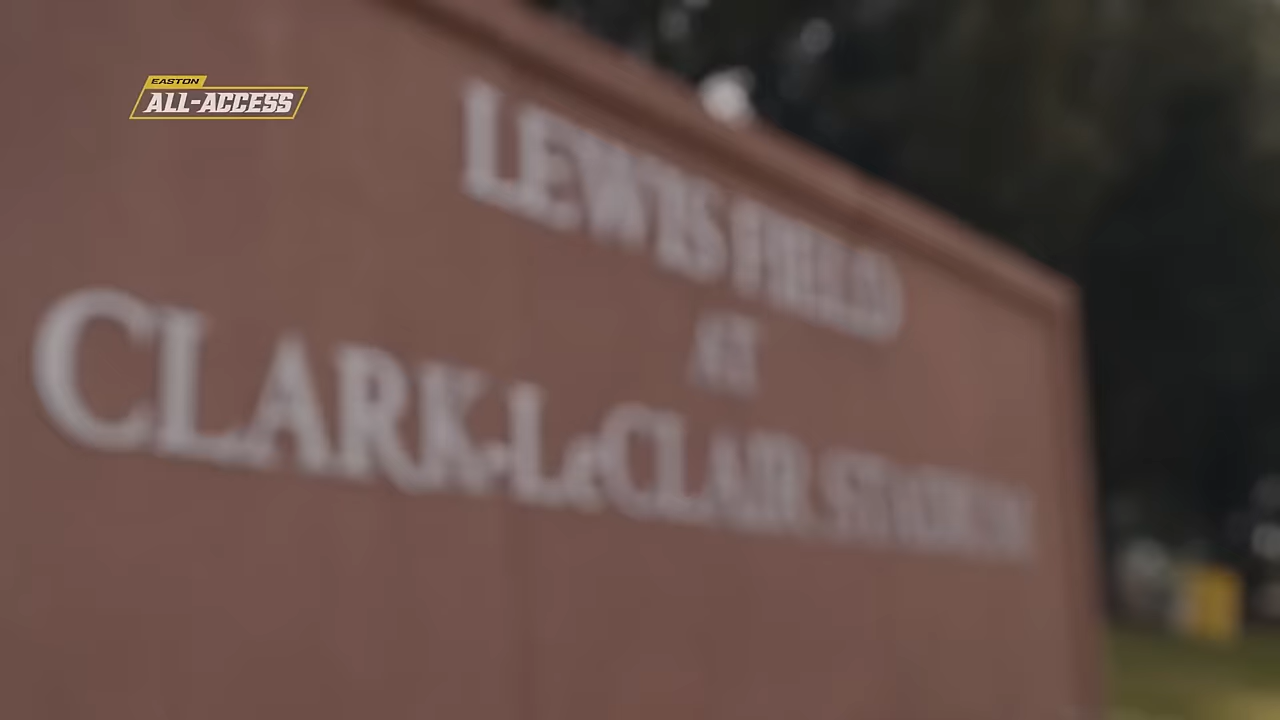 EASTON
ALL-ACCESS
LEWIS FIELD
AT
CLARK-LeCLAIR STADIUM